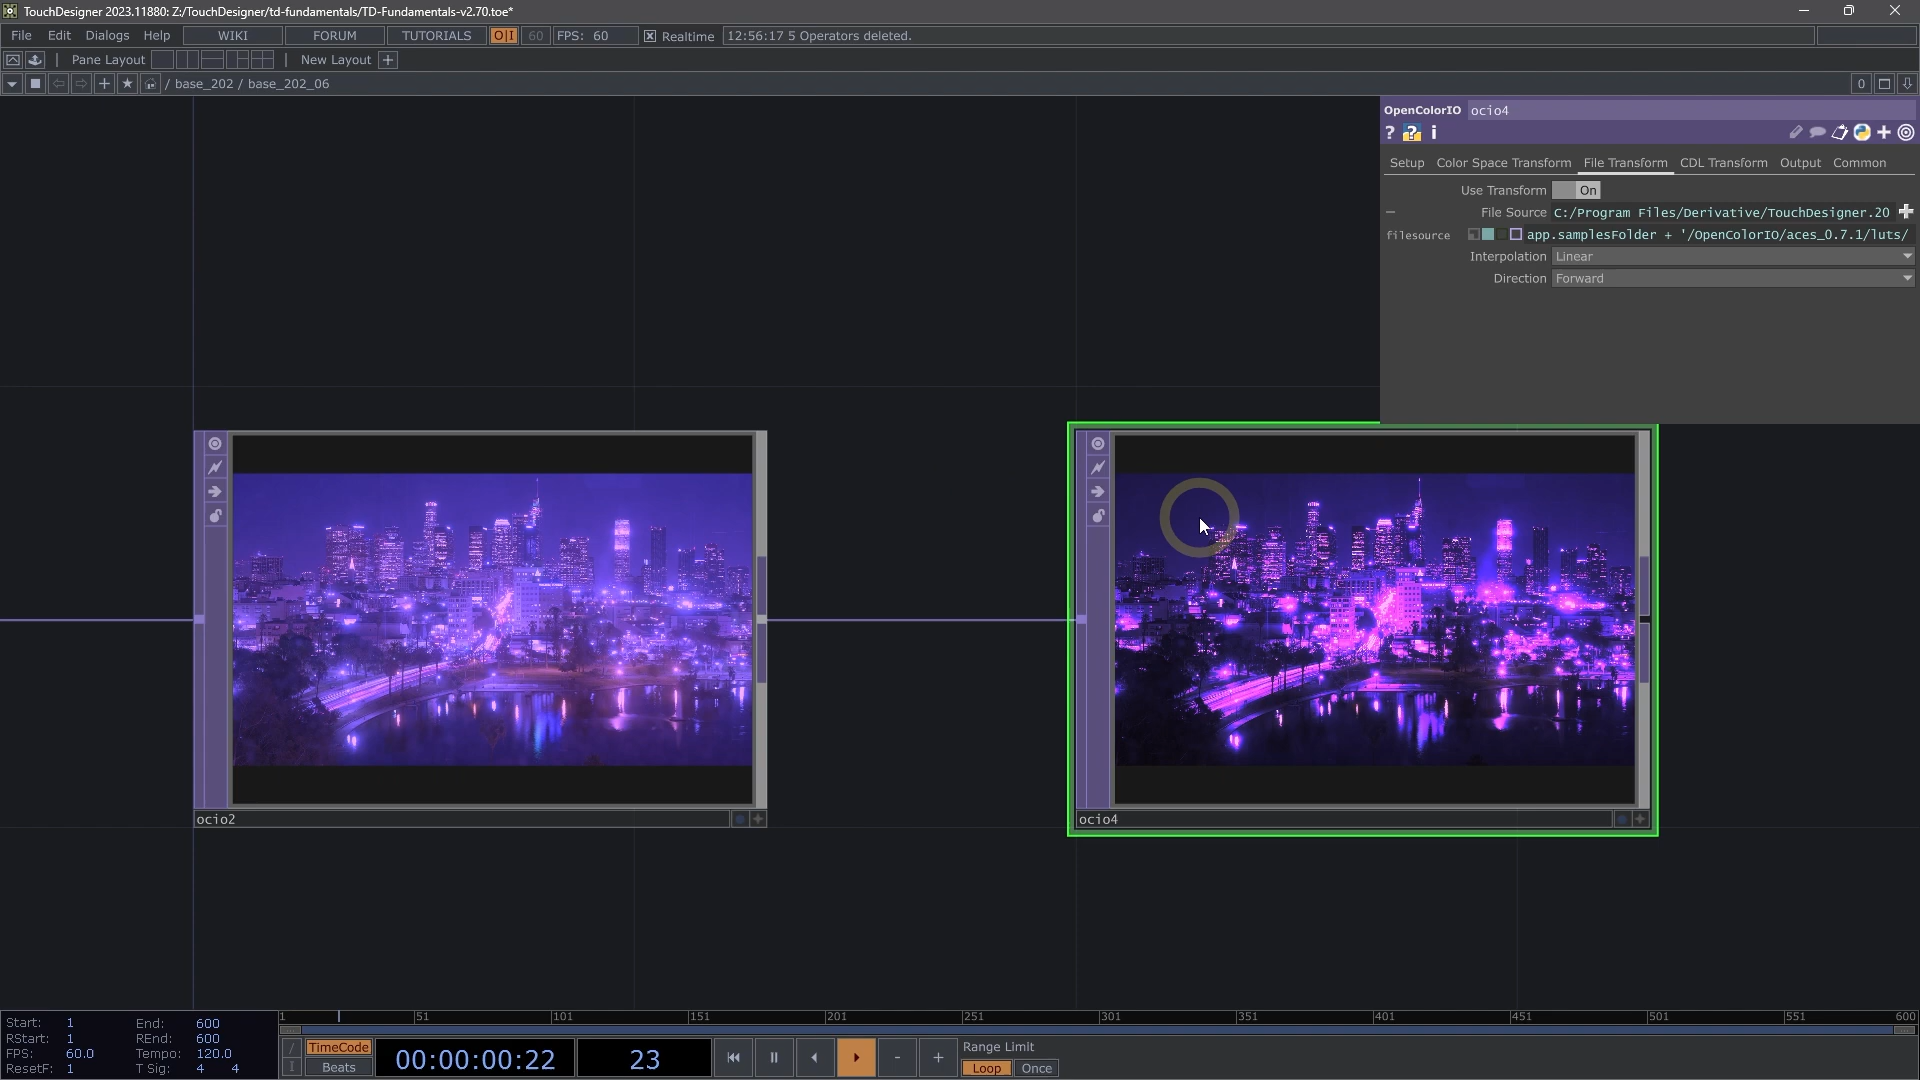 TouchDesigner 2023.11880: Z:/TouchDesigner/td-fundamentals/TD-Fundamentals-v2.70.toe*
File Edit Dialogs Help WIKI FORUM TUTORIALS O|I 60 FPS: 60 Realtime 12:56:17 5 Operators deleted.
Pane Layout New Layout +
/ base_202 / base_202_06 0
OpenColorIO ocio4
? ? i
Setup Color Space Transform File Transform CDL Transform Output Common
Use Transform On
File Source C:/Program Files/Derivative/TouchDesigner.20
filesource app.samplesFolder + '/OpenColorIO/aces_0.7.1/luts/
Interpolation Linear
Direction Forward
ocio2
ocio4
Start: 1 End: 600
RStart: 1 REnd: 600
FPS: 60.0 Tempo: 120.0
ResetF: 1 T Sig: 4 4
1 51 101 151 201 251 301 351 401 451 501 551 600
TimeCode
Beats
00:00:00:22 23
- +
Range Limit
Loop Once